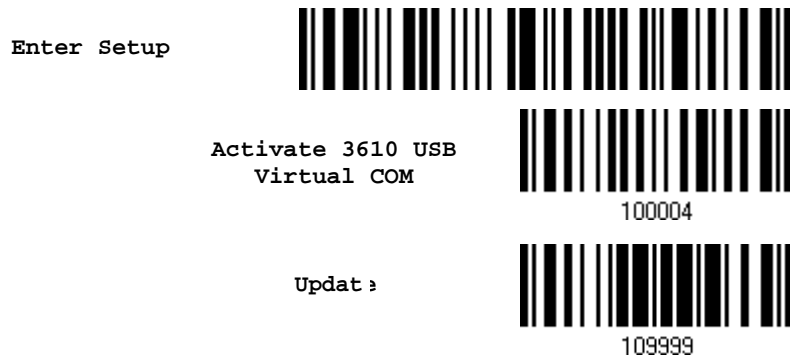 Enter Setup
Activate 3610 USB
Virtual COM
100004
Update
109999